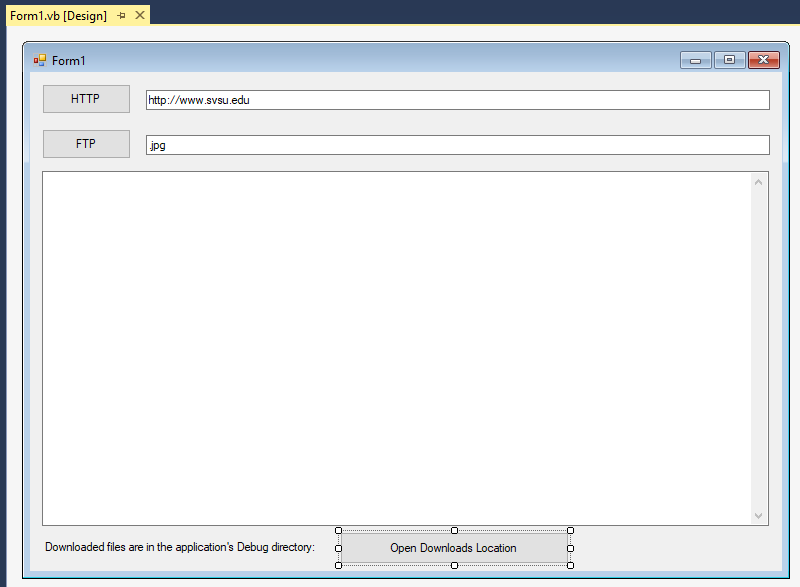 Form1.vb [Design]
Form1
HTTP http://www.svsu.edu
FTP .jpg
Downloaded files are in the application's Debug directory: Open Downloads Location